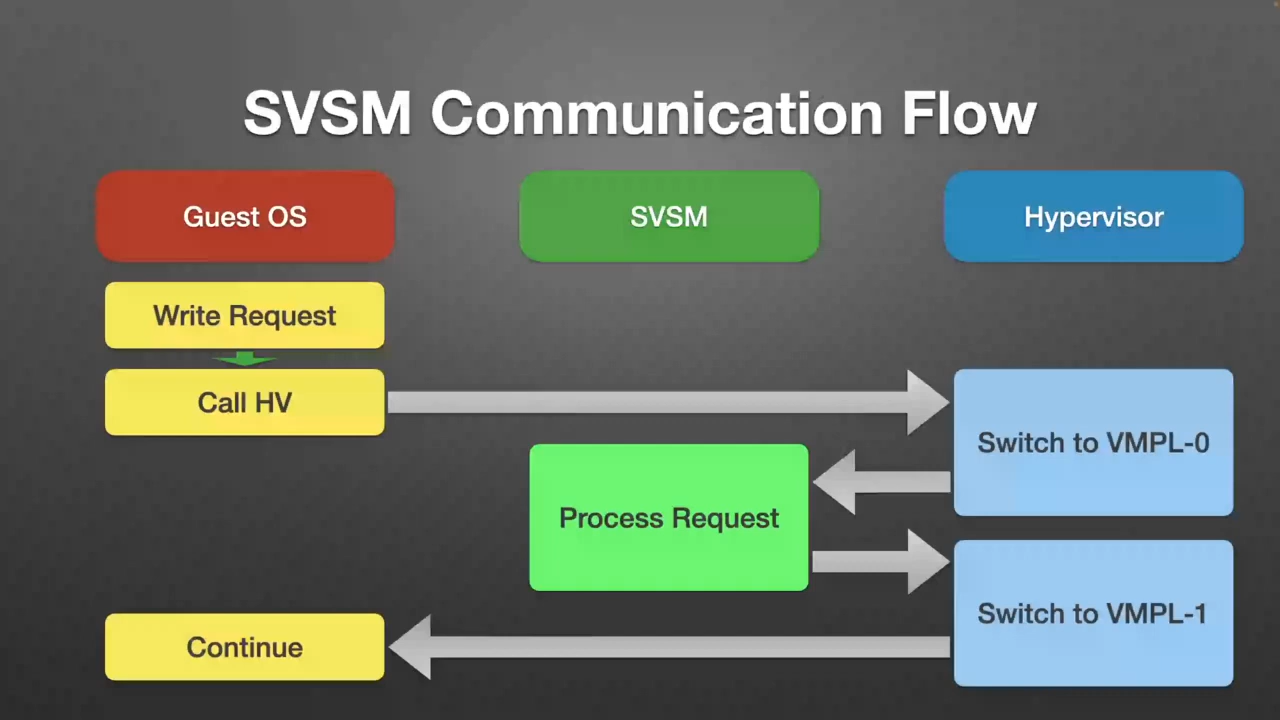 SVSM Communication Flow
Guest OS
SVSM
Hypervisor
Write Request
Call HV
Switch to VMPL-0
Process Request
Switch to VMPL-1
Continue